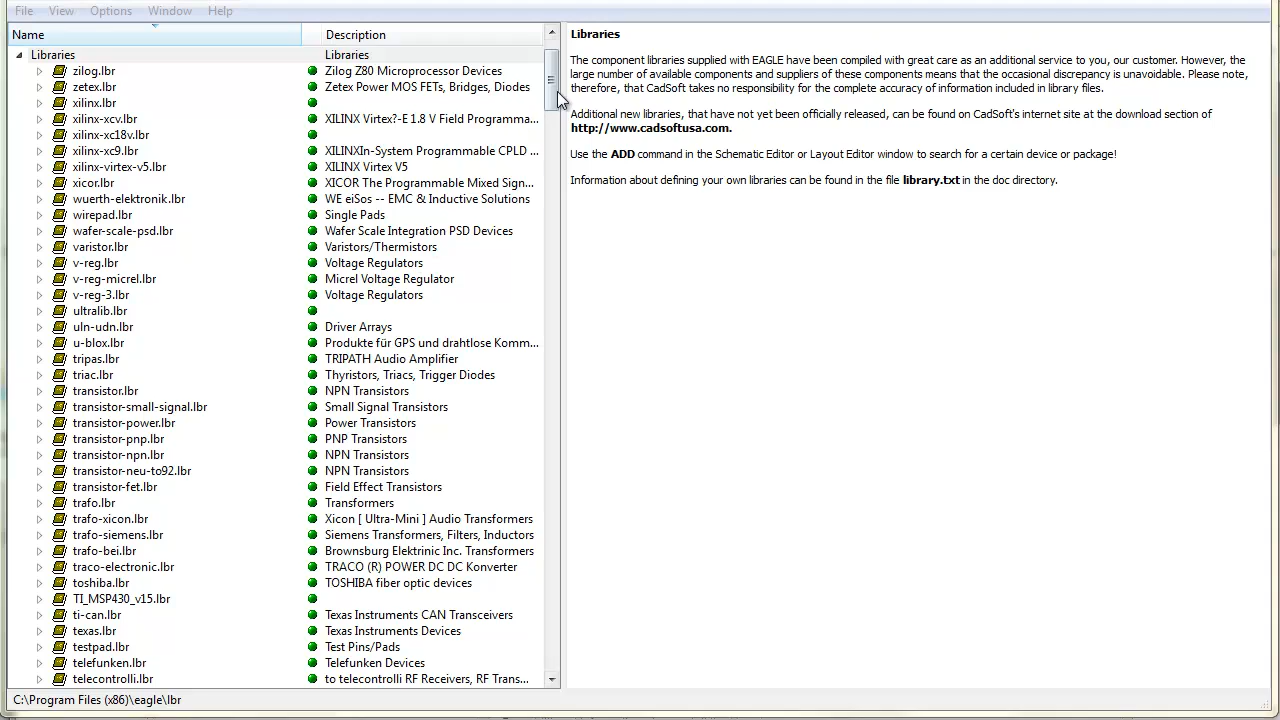 File View Options Window Help
Name Description
Libraries Libraries
zilog.lbr Zilog Z80 Microprocessor Devices
zetex.lbr Zetex Power MOS FETs, Bridges, Diodes
xilinx.lbr
xilinx-xcv.lbr XILINX Virtex?-E 1.8 V Field Programma...
xilinx-xc18v.lbr
xilinx-xc9.lbr XILINXIn-System Programmable CPLD ...
xilinx-virtex-v5.lbr XILINX Virtex V5
xicor.lbr XICOR The Programmable Mixed Sign...
wuerth-elektronik.lbr WE eiSos -- EMC & Inductive Solutions
wirepad.lbr Single Pads
wafer-scale-psd.lbr Wafer Scale Integration PSD Devices
varistor.lbr Varistors/Thermistors
v-reg.lbr Voltage Regulators
v-reg-micrel.lbr Micrel Voltage Regulator
v-reg-3.lbr Voltage Regulators
ultralib.lbr
uln-udn.lbr Driver Arrays
u-blox.lbr Produkte für GPS und drahtlose Komm...
tripas.lbr TRIPATH Audio Amplifier
triac.lbr Thyristors, Triacs, Trigger Diodes
transistor.lbr NPN Transistors
transistor-small-signal.lbr Small Signal Transistors
transistor-power.lbr Power Transistors
transistor-pnp.lbr PNP Transistors
transistor-npn.lbr NPN Transistors
transistor-neu-to92.lbr NPN Transistors
transistor-fet.lbr Field Effect Transistors
trafo.lbr Transformers
trafo-xicon.lbr Xicon [ Ultra-Mini ] Audio Transformers
trafo-siemens.lbr Siemens Transformers, Filters, Inductors
trafo-bei.lbr Brownsburg Elektrinic Inc. Transformers
traco-electronic.lbr TRACO (R) POWER DC DC Konverter
toshiba.lbr TOSHIBA fiber optic devices
TI_MSP430_v15.lbr
ti-can.lbr Texas Instruments CAN Transceivers
texas.lbr Texas Instruments Devices
testpad.lbr Test Pins/Pads
telefunken.lbr Telefunken Devices
telecontrolli.lbr to telecontrolli RF Receivers, RF Trans...
Libraries
The component libraries supplied with EAGLE have been compiled with great care as an additional service to you, our customer. However, the
large number of available components and suppliers of these components means that the occasional discrepancy is unavoidable. Please note,
therefore, that CadSoft takes no responsibility for the complete accuracy of information included in library files.
Additional new libraries, that have not yet been officially released, can be found on CadSoft's internet site at the download section of
http://www.cadsoftusa.com.
Use the ADD command in the Schematic Editor or Layout Editor window to search for a certain device or package!
Information about defining your own libraries can be found in the file library.txt in the doc directory.
C:\Program Files (x86)\eagle\lbr